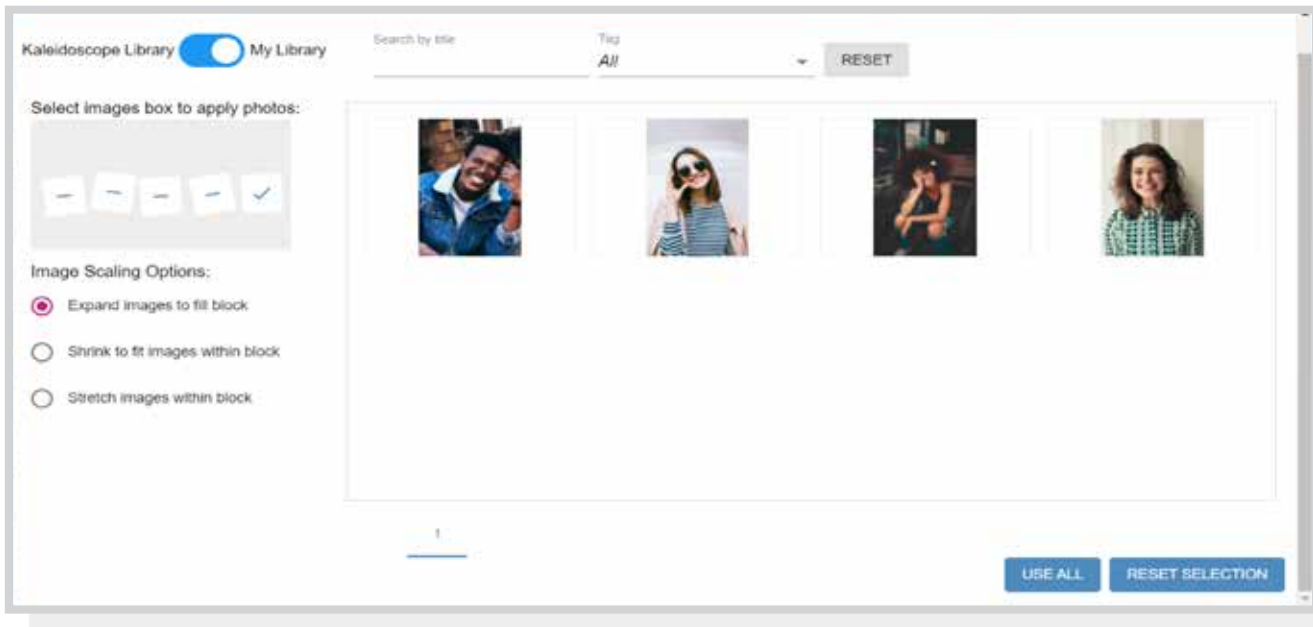 Kaleidoscope Library
My Library
Search by title
Tag
All
RESET
Select images box to apply photos:
Image Scaling Options:
Expand images to fill block
Shrink to fit images within block
Stretch images within block
1
USE ALL
RESET SELECTION